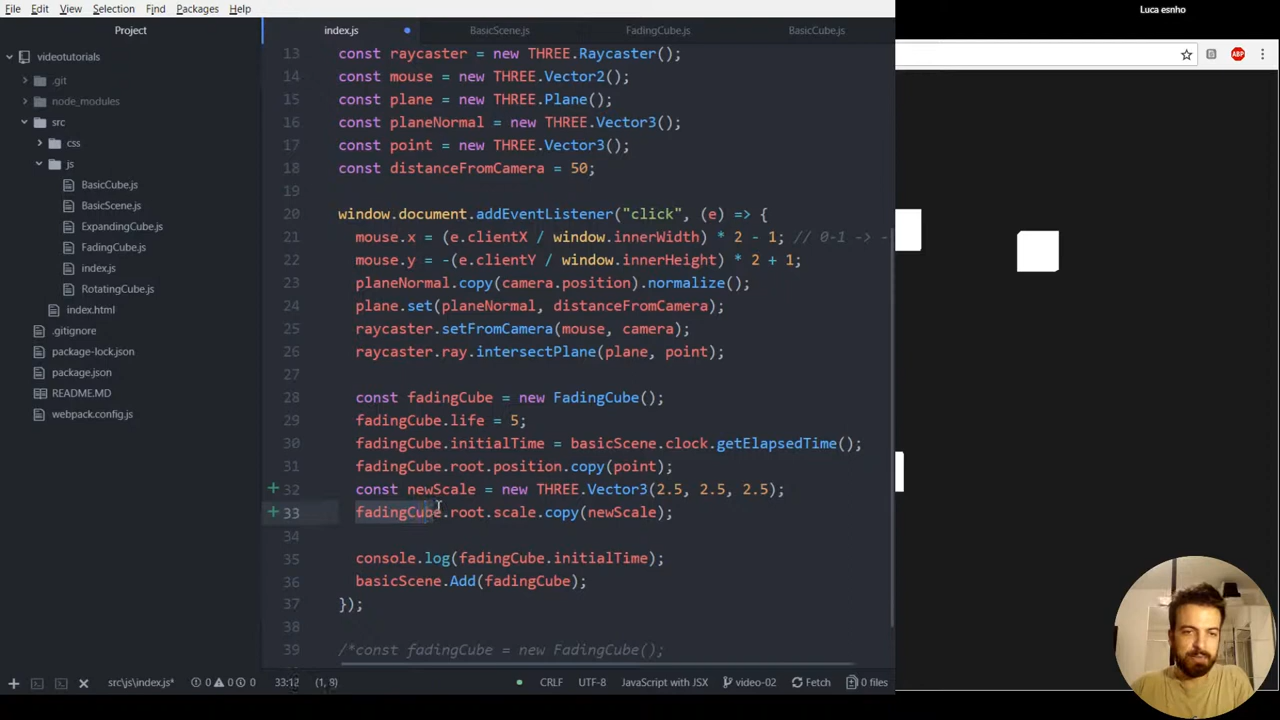 Luca esnho
File Edit View Selection Find Packages Help
Project
index.js
BasicScene.js
FadingCube.js
BasicCube.js
videotutorials
.git
node_modules
src
css
js
BasicCube.js
BasicScene.js
ExpandingCube.js
FadingCube.js
index.js
RotatingCube.js
index.html
.gitignore
package-lock.json
package.json
README.MD
webpack.config.js
13 const raycaster = new THREE.Raycaster();
14 const mouse = new THREE.Vector2();
15 const plane = new THREE.Plane();
16 const planeNormal = new THREE.Vector3();
17 const point = new THREE.Vector3();
18 const distanceFromCamera = 50;
19
20 window.document.addEventListener("click", (e) => {
21 mouse.x = (e.clientX / window.innerWidth) * 2 - 1; // 0-1 -> -
22 mouse.y = -(e.clientY / window.innerHeight) * 2 + 1;
23 planeNormal.copy(camera.position).normalize();
24 plane.set(planeNormal, distanceFromCamera);
25 raycaster.setFromCamera(mouse, camera);
26 raycaster.ray.intersectPlane(plane, point);
27
28 const fadingCube = new FadingCube();
29 fadingCube.life = 5;
30 fadingCube.initialTime = basicScene.clock.getElapsedTime();
31 fadingCube.root.position.copy(point);
+ 32 const newScale = new THREE.Vector3(2.5, 2.5, 2.5);
+ 33 fadingCube.root.scale.copy(newScale);
34
35 console.log(fadingCube.initialTime);
36 basicScene.Add(fadingCube);
37 });
38
39 /*const fadingCube = new FadingCube();
src\js\index.js* 0 0 0 33:12 (1, 8) CRLF UTF-8 JavaScript with JSX video-02 Fetch 0 files
ABP